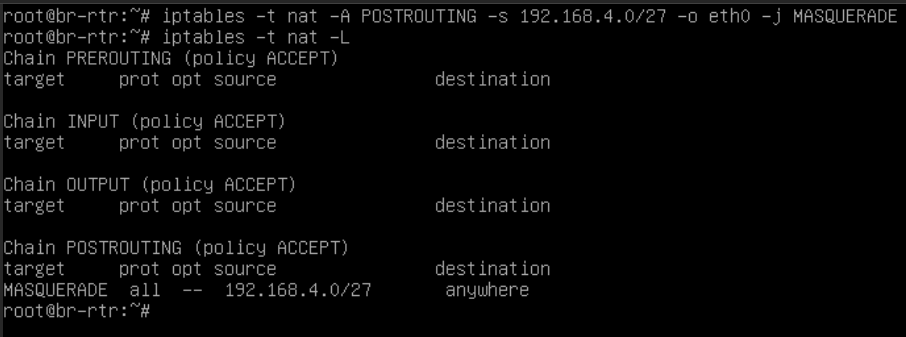 root@br-rtr:~# iptables -t nat -A POSTROUTING -s 192.168.4.0/27 -o eth0 -j MASQUERADE
root@br-rtr:~# iptables -t nat -L
Chain PREROUTING (policy ACCEPT)
target     prot opt source               destination
Chain INPUT (policy ACCEPT)
target     prot opt source               destination
Chain OUTPUT (policy ACCEPT)
target     prot opt source               destination
Chain POSTROUTING (policy ACCEPT)
target     prot opt source               destination
MASQUERADE  all  --  192.168.4.0/27       anywhere
root@br-rtr:~#